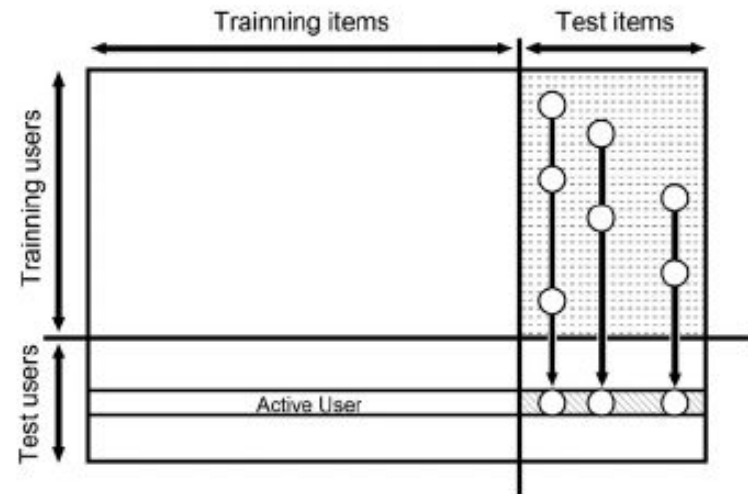 Trainning items
Test items
Trainning users
Test users
Active User